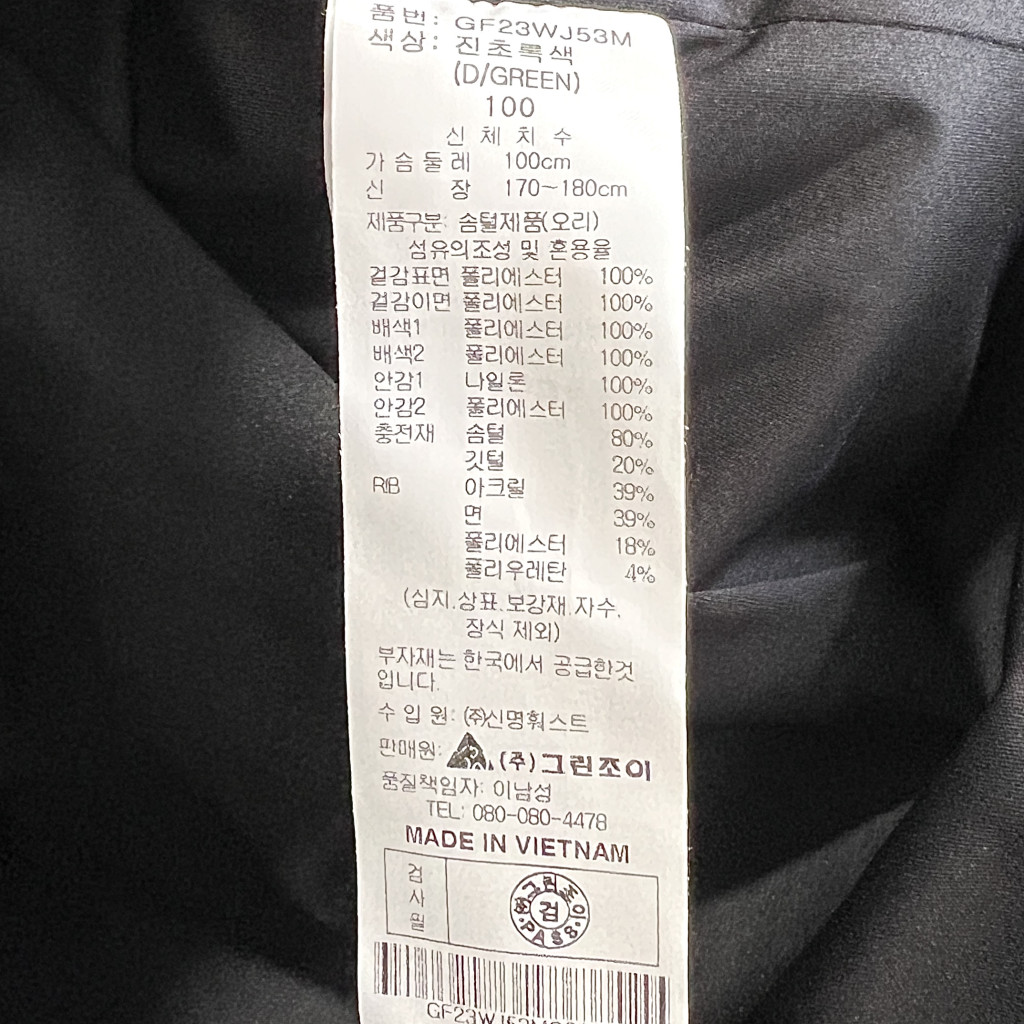 품번: GF23WJ53M
색상: 진초록색
(D/GREEN)
100
신 체 치 수
가 슴 둘 레 100cm
신 장 170~180cm
제품구분: 솜털제품(오리)
섬유의조성 및 혼용율
겉감표면 폴리에스터 100%
겉감이면 폴리에스터 100%
배색1 폴리에스터 100%
배색2 폴리에스터 100%
안감1 나일론 100%
안감2 폴리에스터 100%
충전재 솜털 80%
깃털 20%
RIB 아크릴 39%
면 39%
폴리에스터 18%
폴리우레탄 4%
(심지.상표.보강재.자수.
장식 제외)
부자재는 한국에서 공급한것
입니다.
수 입 원: (주)신명훠스트
판매원: (주)그린조이
품질책임자: 이남성
TEL: 080-080-4478
MADE IN VIETNAM
검사필
㈜그린조이
검
PASS